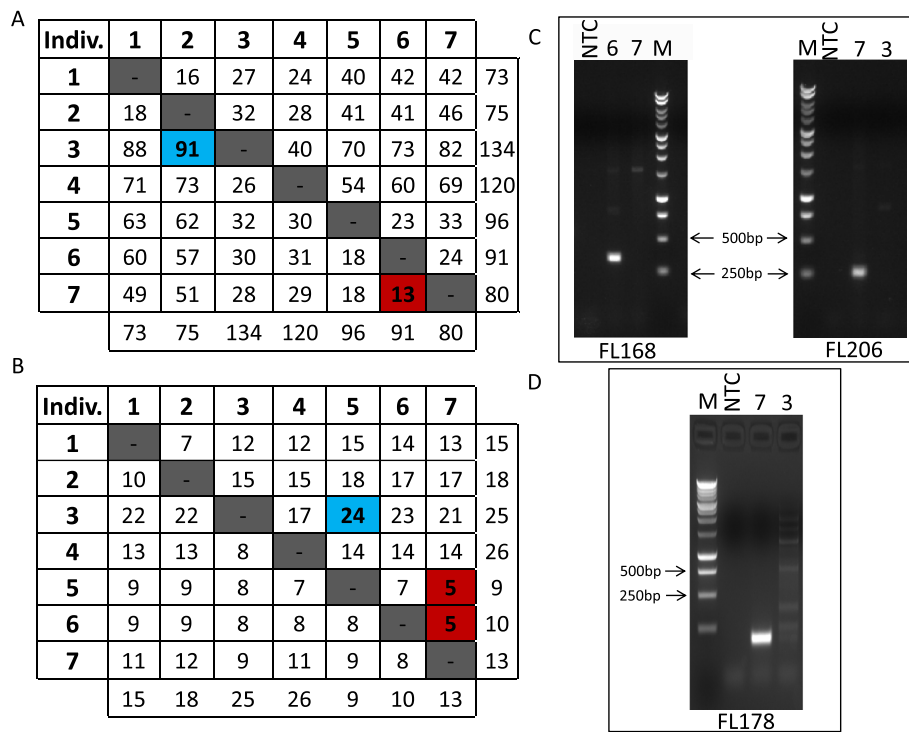 A
Indiv. 1 2 3 4 5 6 7
1 - 16 27 24 40 42 42 73
2 18 - 32 28 41 41 46 75
3 88 91 - 40 70 73 82 134
4 71 73 26 - 54 60 69 120
5 63 62 32 30 - 23 33 96
6 60 57 30 31 18 - 24 91
7 49 51 28 29 18 13 - 80
73 75 134 120 96 91 80
B
Indiv. 1 2 3 4 5 6 7
1 - 7 12 12 15 14 13 15
2 10 - 15 15 18 17 17 18
3 22 22 - 17 24 23 21 25
4 13 13 8 - 14 14 14 26
5 9 9 8 7 - 7 5 9
6 9 9 8 8 8 - 5 10
7 11 12 9 11 9 8 - 13
15 18 25 26 9 10 13
C
NTC 6 7 M
M NTC 7 3
500bp
250bp
FL168
FL206
D
M NTC 7 3
500bp
250bp
FL178